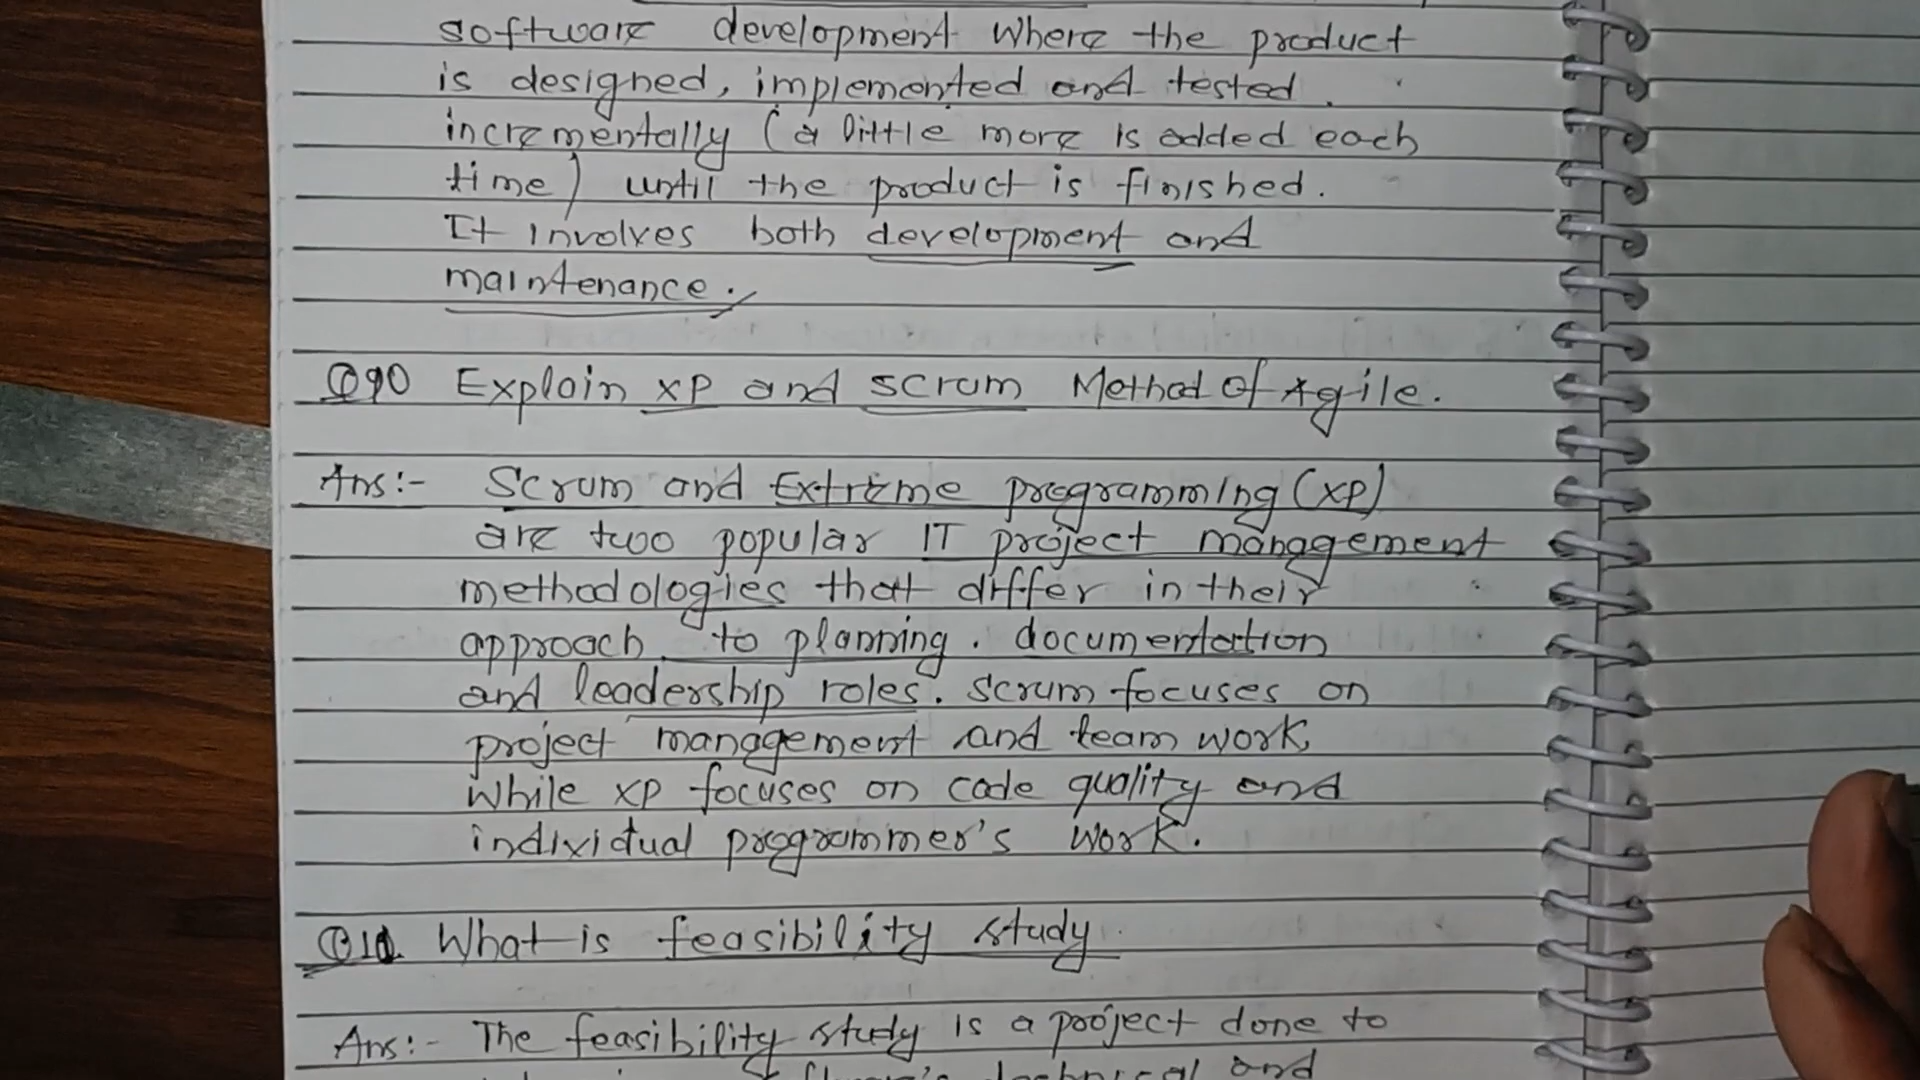 software development where the product
is designed, implemented and tested
incrementally (a little more is added each
time) until the product is finished.
It involves both development and
maintenance.
Q10 Explain XP and scrum Method of Agile.
Ans:- Scrum and Extreme programming (XP)
are two popular IT project management
methodologies that differ in their
approach to planning, documentation
and leadership roles. Scrum focuses on
project management and team work,
while XP focuses on code quality and
individual programmer's work.
Q11. What is feasibility study
Ans:- The feasibility study is a project done to
technical and